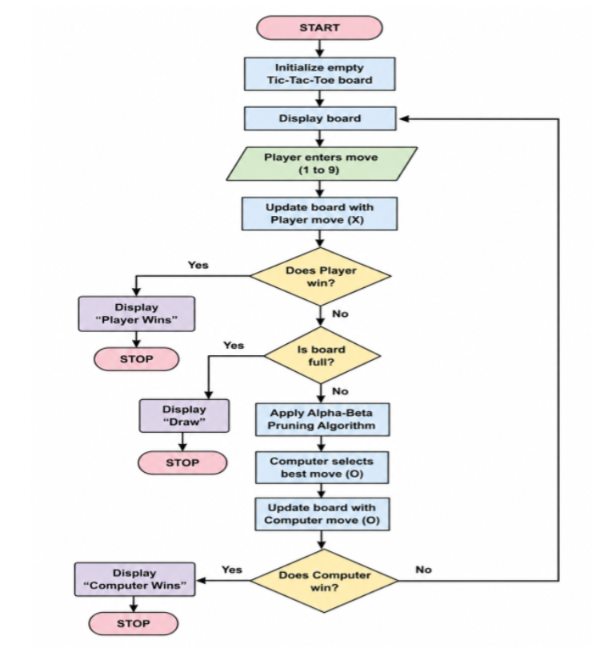 START
Initialize empty
Tic-Tac-Toe board
Display board
Player enters move
(1 to 9)
Update board with
Player move (X)
Does Player
win?
Yes
Display
“Player Wins”
STOP
No
Is board
full?
Yes
Display
“Draw”
STOP
No
Apply Alpha-Beta
Pruning Algorithm
Computer selects
best move (O)
Update board with
Computer move (O)
Does Computer
win?
Yes
Display
“Computer Wins”
STOP
No